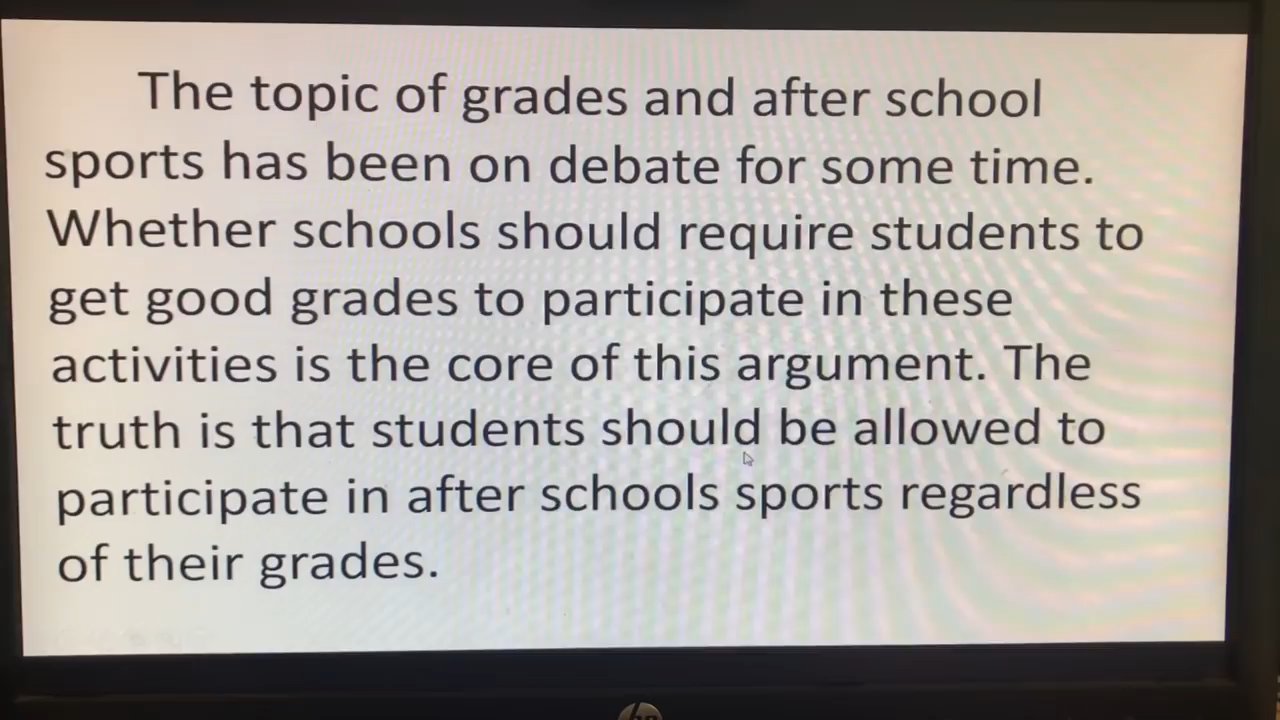 The topic of grades and after school
sports has been on debate for some time.
Whether schools should require students to
get good grades to participate in these
activities is the core of this argument. The
truth is that students should be allowed to
participate in after schools sports regardless
of their grades.
hp